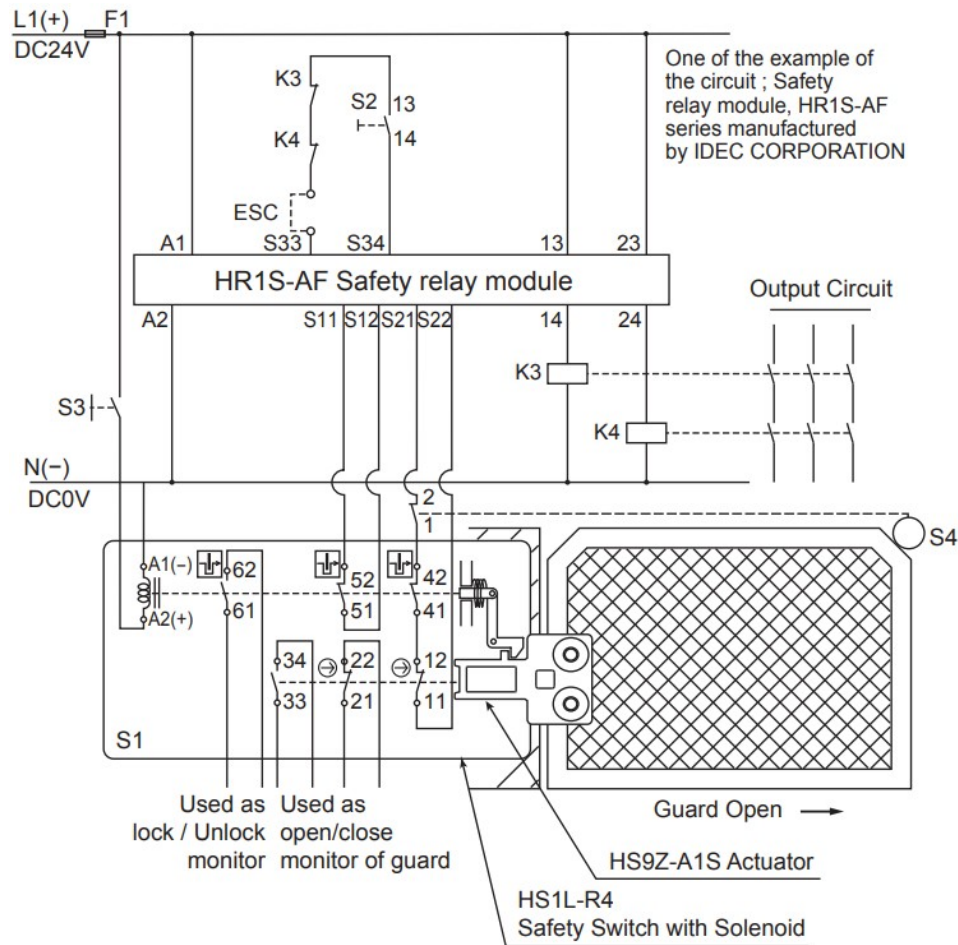 L1(+) F1
DC24V
One of the example of
the circuit ; Safety
relay module, HR1S-AF
series manufactured
by IDEC CORPORATION
K3
S2 13
K4 14
ESC
A1 S33 S34 13 23
HR1S-AF Safety relay module
Output Circuit
A2 S11 S12 S21 S22 14 24
K3
S3
K4
N(−)
DC0V
2
1
S4
A1(−) 62 52 42
A2(+) 61 51 41
34 22 12
33 21 11
S1
Used as
lock / Unlock
monitor
Used as
open/close
monitor of guard
Guard Open
HS9Z-A1S Actuator
HS1L-R4
Safety Switch with Solenoid